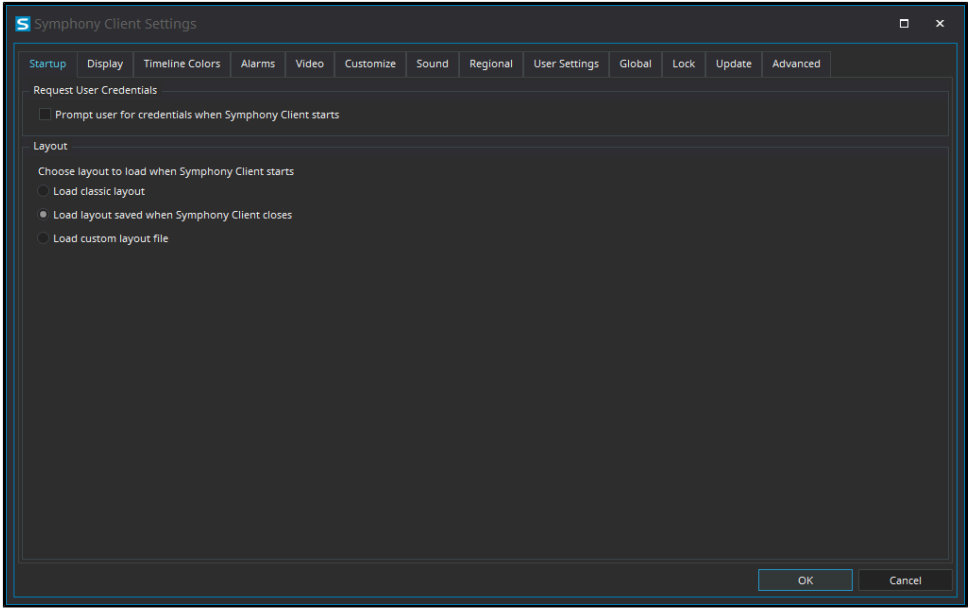 Symphony Client Settings
Startup Display Timeline Colors Alarms Video Customize Sound Regional User Settings Global Lock Update Advanced
Request User Credentials
Prompt user for credentials when Symphony Client starts
Layout
Choose layout to load when Symphony Client starts
Load classic layout
Load layout saved when Symphony Client closes
Load custom layout file
OK Cancel